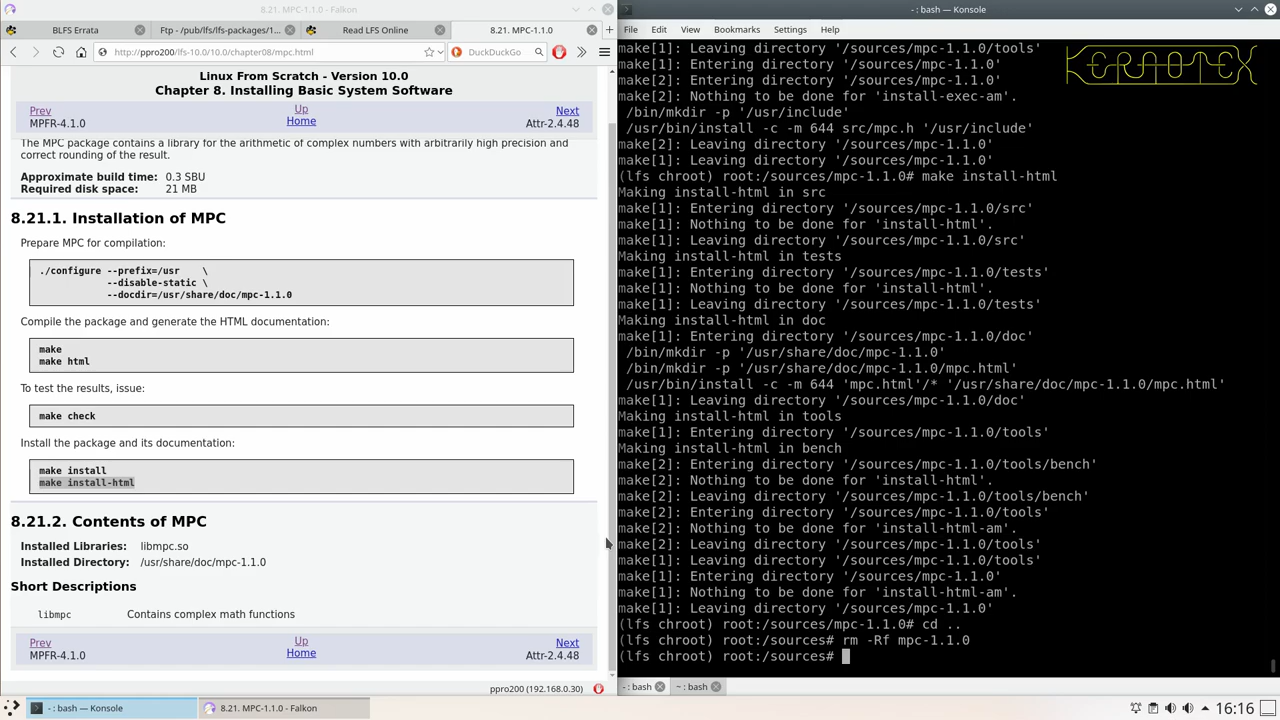 8.21. MPC-1.1.0 - Falkon
BLFS Errata
Ftp - /pub/lfs/lfs-packages/1...
Read LFS Online
8.21. MPC-1.1.0
http://ppro200/lfs-10.0/10.0/chapter08/mpc.html
DuckDuckGo
Linux From Scratch - Version 10.0
Chapter 8. Installing Basic System Software
Prev
Up
Next
MPFR-4.1.0
Home
Attr-2.4.48
The MPC package contains a library for the arithmetic of complex numbers with arbitrarily high precision and
correct rounding of the result.
Approximate build time: 0.3 SBU
Required disk space: 21 MB
8.21.1. Installation of MPC
Prepare MPC for compilation:
./configure --prefix=/usr \
--disable-static \
--docdir=/usr/share/doc/mpc-1.1.0
Compile the package and generate the HTML documentation:
make
make html
To test the results, issue:
make check
Install the package and its documentation:
make install
make install-html
8.21.2. Contents of MPC
Installed Libraries: libmpc.so
Installed Directory: /usr/share/doc/mpc-1.1.0
Short Descriptions
libmpc Contains complex math functions
Prev
Up
Next
MPFR-4.1.0
Home
Attr-2.4.48
ppro200 (192.168.0.30)
- : bash — Konsole
File Edit View Bookmarks Settings Help
KERAOTEX
make[1]: Leaving directory '/sources/mpc-1.1.0/tools'
make[1]: Entering directory '/sources/mpc-1.1.0'
make[2]: Entering directory '/sources/mpc-1.1.0'
make[2]: Nothing to be done for 'install-exec-am'.
/bin/mkdir -p '/usr/include'
/usr/bin/install -c -m 644 src/mpc.h '/usr/include'
make[2]: Leaving directory '/sources/mpc-1.1.0'
make[1]: Leaving directory '/sources/mpc-1.1.0'
(lfs chroot) root:/sources/mpc-1.1.0# make install-html
Making install-html in src
make[1]: Entering directory '/sources/mpc-1.1.0/src'
make[1]: Nothing to be done for 'install-html'.
make[1]: Leaving directory '/sources/mpc-1.1.0/src'
Making install-html in tests
make[1]: Entering directory '/sources/mpc-1.1.0/tests'
make[1]: Nothing to be done for 'install-html'.
make[1]: Leaving directory '/sources/mpc-1.1.0/tests'
Making install-html in doc
make[1]: Entering directory '/sources/mpc-1.1.0/doc'
/bin/mkdir -p '/usr/share/doc/mpc-1.1.0'
/bin/mkdir -p '/usr/share/doc/mpc-1.1.0/mpc.html'
/usr/bin/install -c -m 644 'mpc.html'/* '/usr/share/doc/mpc-1.1.0/mpc.html'
make[1]: Leaving directory '/sources/mpc-1.1.0/doc'
Making install-html in tools
make[1]: Entering directory '/sources/mpc-1.1.0/tools'
Making install-html in bench
make[2]: Entering directory '/sources/mpc-1.1.0/tools/bench'
make[2]: Nothing to be done for 'install-html'.
make[2]: Leaving directory '/sources/mpc-1.1.0/tools/bench'
make[2]: Entering directory '/sources/mpc-1.1.0/tools'
make[2]: Nothing to be done for 'install-html-am'.
make[2]: Leaving directory '/sources/mpc-1.1.0/tools'
make[1]: Leaving directory '/sources/mpc-1.1.0/tools'
make[1]: Entering directory '/sources/mpc-1.1.0'
make[1]: Nothing to be done for 'install-html-am'.
make[1]: Leaving directory '/sources/mpc-1.1.0'
(lfs chroot) root:/sources/mpc-1.1.0# cd ..
(lfs chroot) root:/sources# rm -Rf mpc-1.1.0
(lfs chroot) root:/sources#
- : bash
~ : bash
- : bash — Konsole
8.21. MPC-1.1.0 - Falkon
16:16